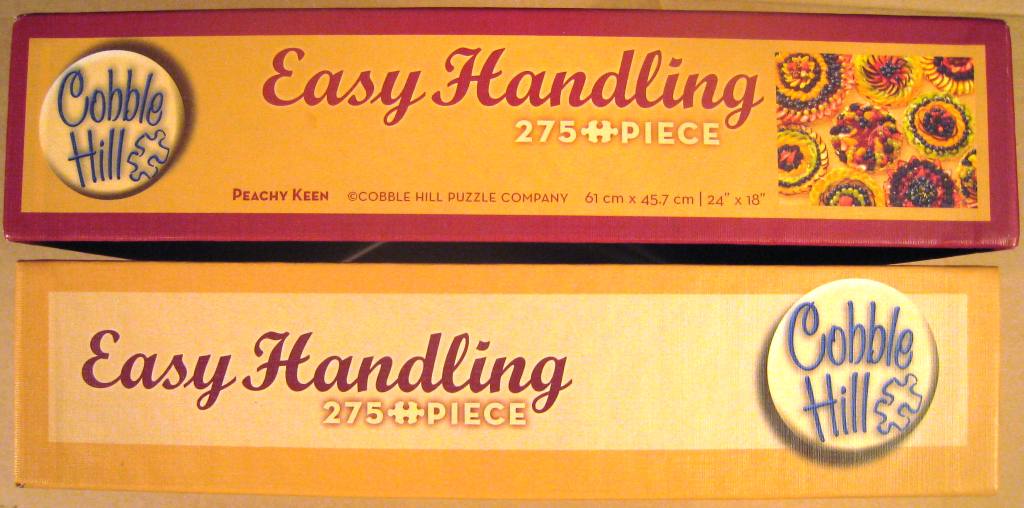 Cobble
Hill
Easy Handling
275 PIECE
PEACHY KEEN ©COBBLE HILL PUZZLE COMPANY 61 cm x 45.7 cm | 24" x 18"
Easy Handling
275 PIECE
Cobble
Hill